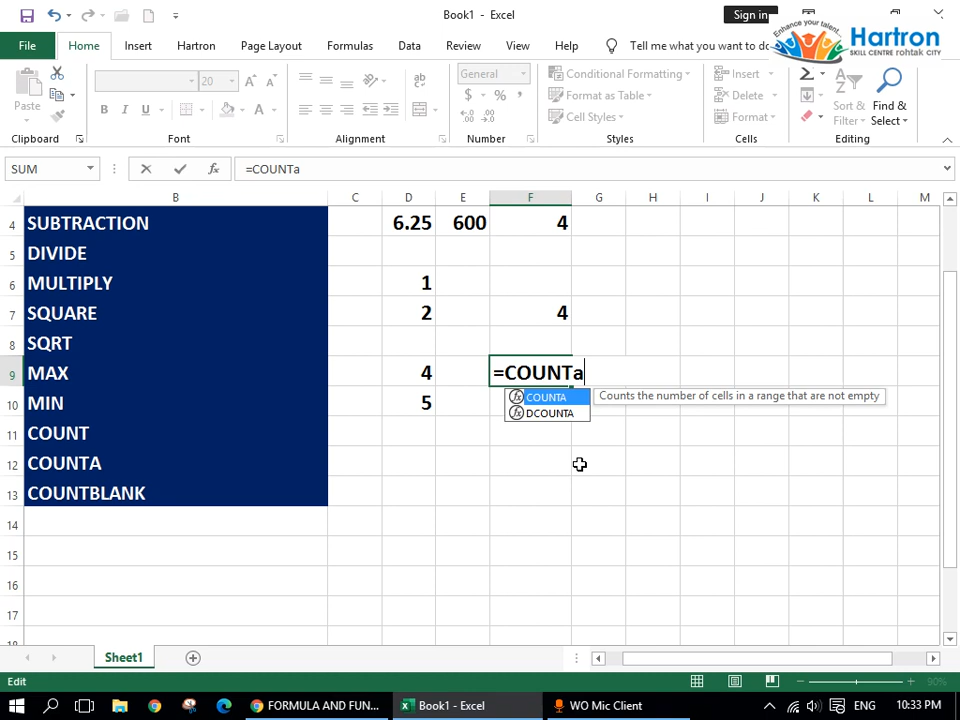 Book1 - Excel
Sign in
Enhance your talent..
Hartron
SKILL CENTRE rohtak CITY
File Home Insert Hartron Page Layout Formulas Data Review View Help Tell me what you want to do
Paste
20 A A
B I U A
ab
General
$ % ,
Conditional Formatting
Format as Table
Cell Styles
Insert
Delete
Format
Sort &
Filter
Find &
Select
Clipboard Font Alignment Number Styles Cells Editing
SUM fx =COUNTa
B C D E F G H I J K L M
4 SUBTRACTION 6.25 600 4
5 DIVIDE
6 MULTIPLY 1
7 SQUARE 2 4
8 SQRT
9 MAX 4 =COUNTa
COUNTA Counts the number of cells in a range that are not empty
10 MIN 5
DCOUNTA
11 COUNT
12 COUNTA
13 COUNTBLANK
14
15
16
17
18
Sheet1
Edit 90%
FORMULA AND FUN... Book1 - Excel WO Mic Client ENG 10:33 PM